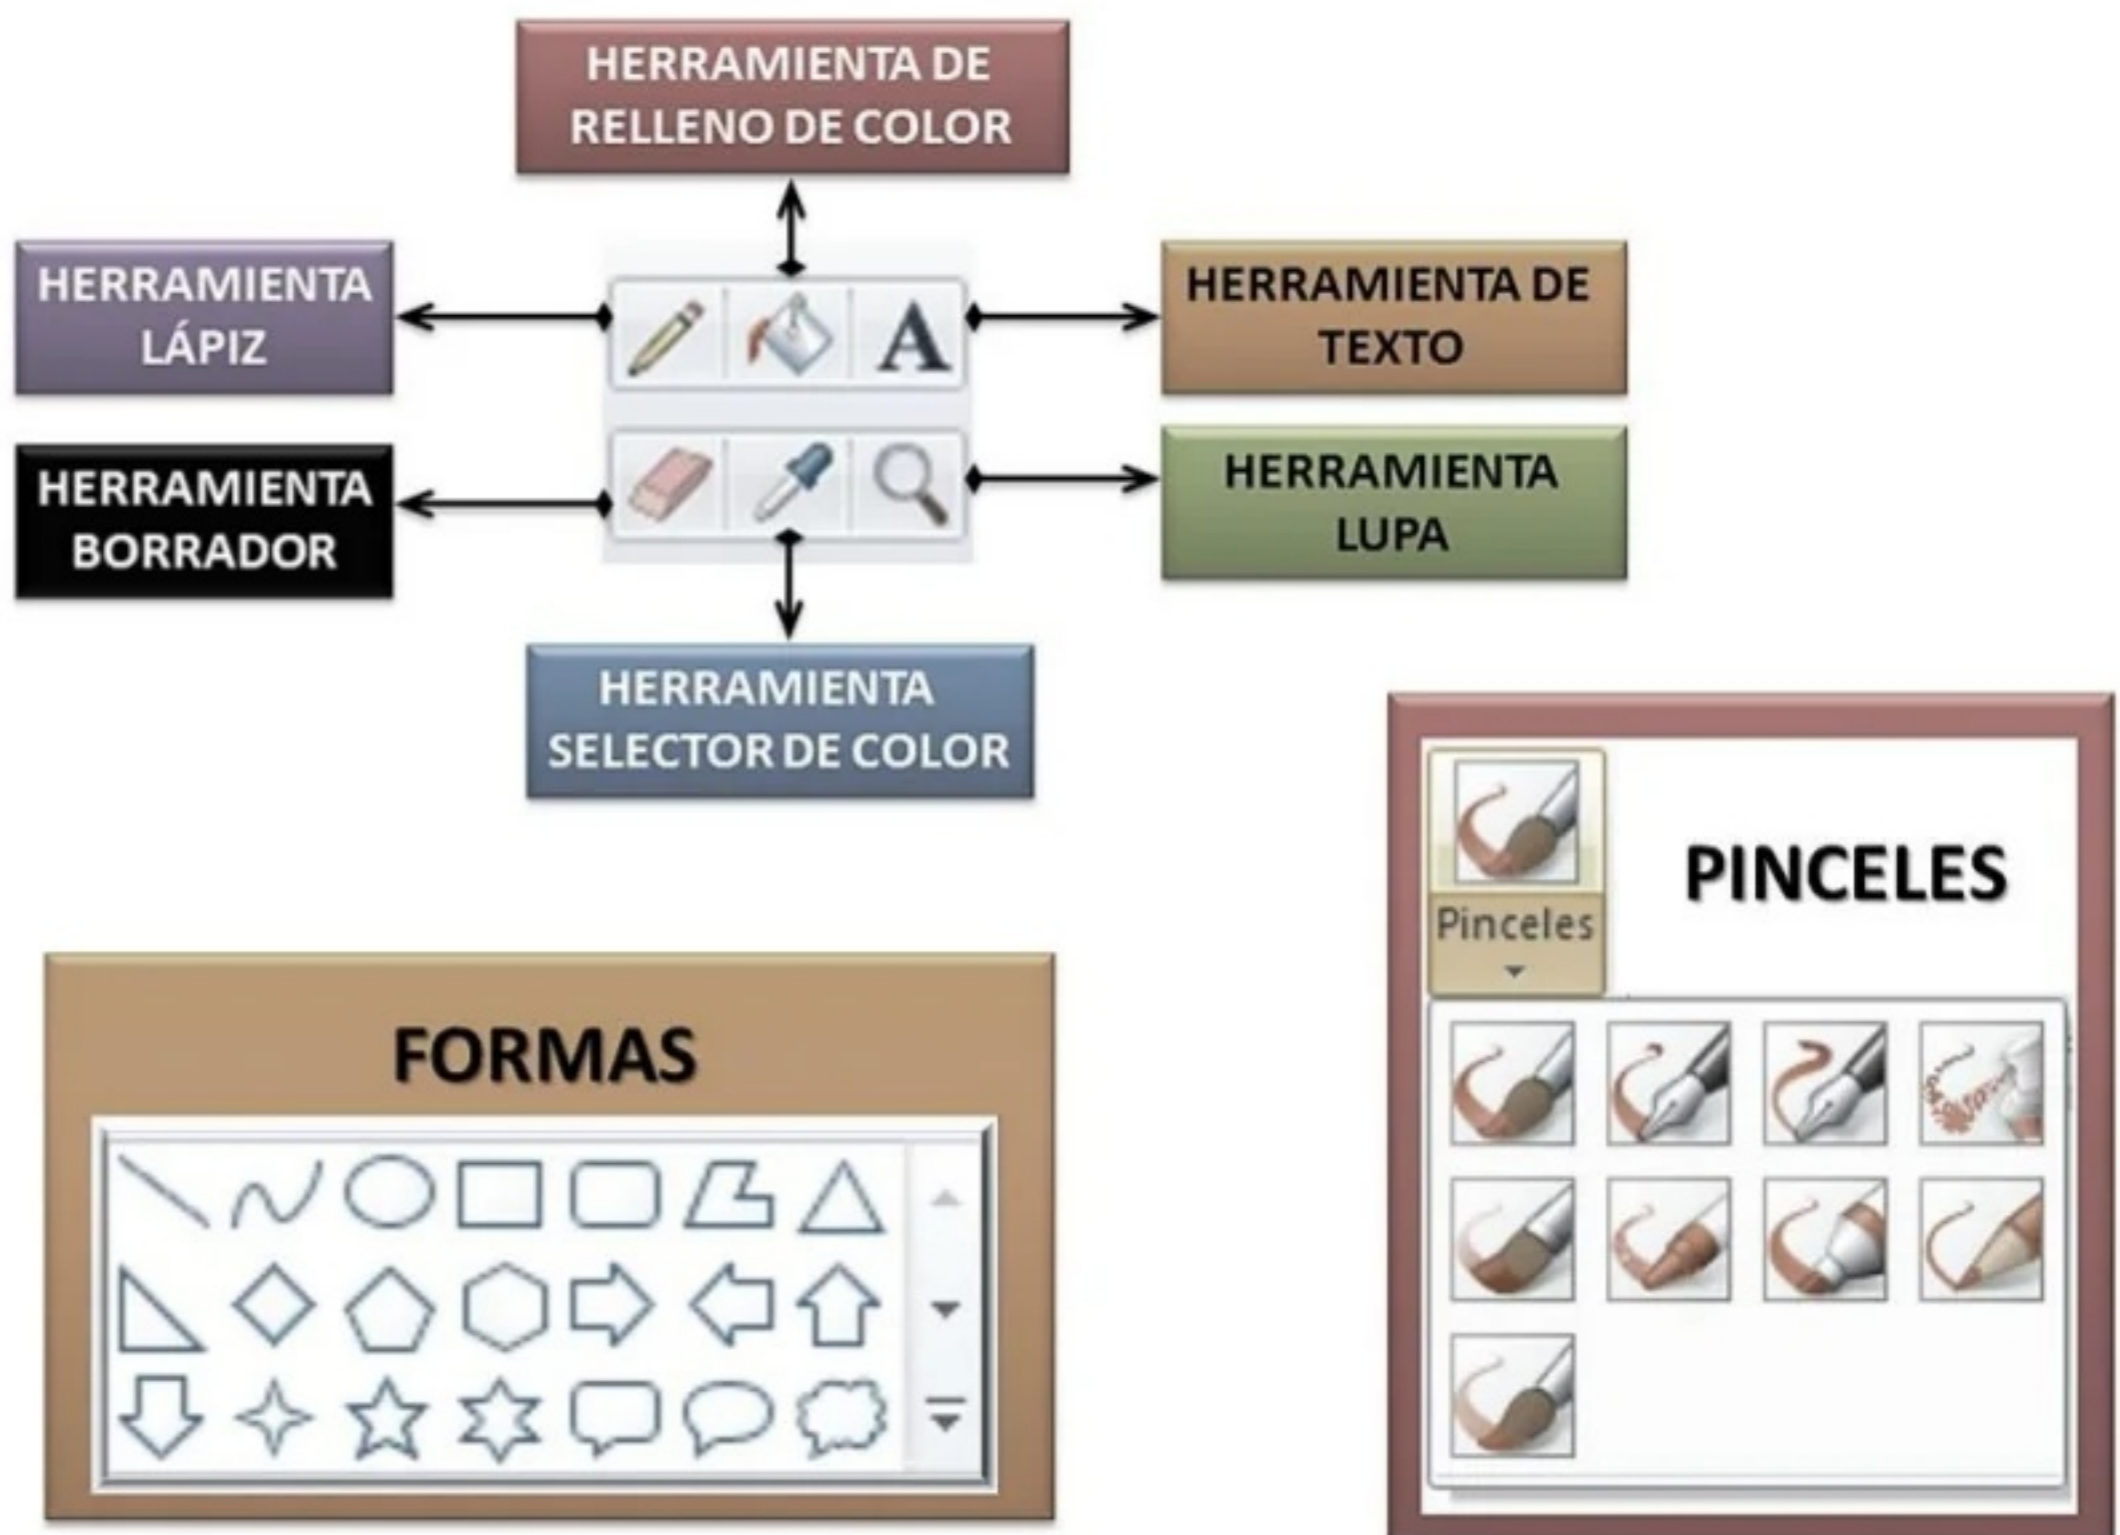 HERRAMIENTA DE
RELLENO DE COLOR
HERRAMIENTA
LÁPIZ
HERRAMIENTA DE
TEXTO
HERRAMIENTA
BORRADOR
HERRAMIENTA
LUPA
HERRAMIENTA
SELECTOR DE COLOR
PINCELES
Pinceles
FORMAS